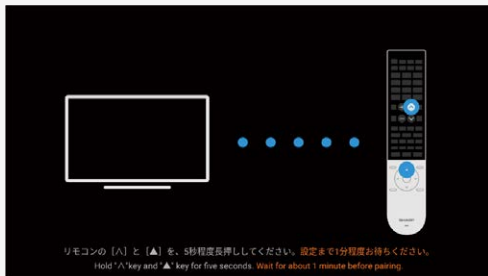 リモコンの［∧］と［▲］を、5秒程度長押ししてください。設定まで1分程度お待ちください。
Hold "∧"key and "▲" key for five seconds. Wait for about 1 minute before pairing.